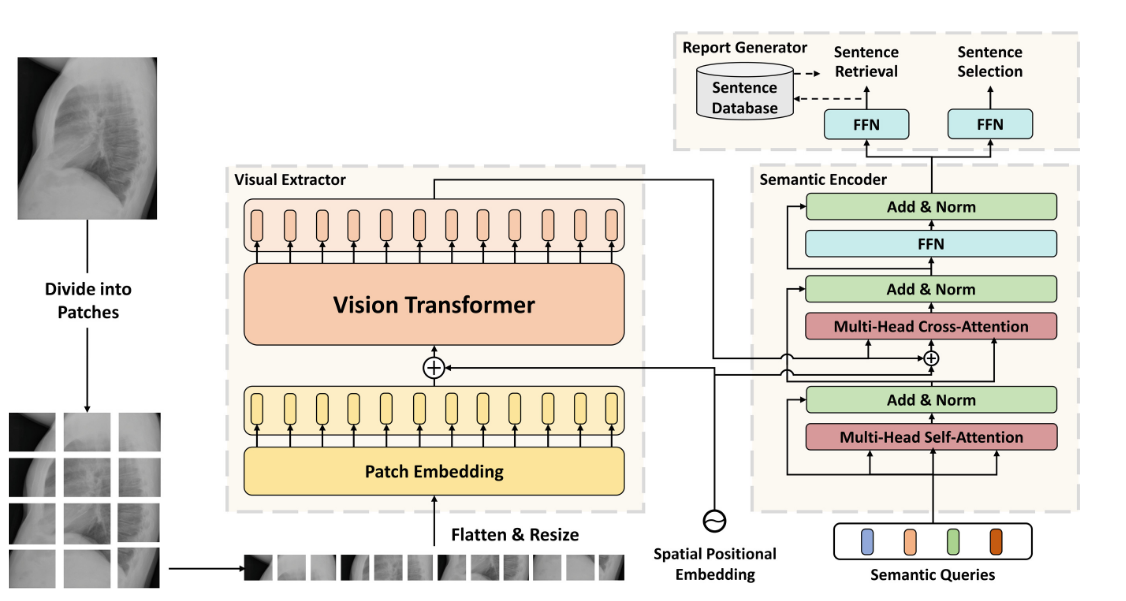 Report Generator
Sentence
Database
Sentence
Retrieval
Sentence
Selection
FFN
FFN
Visual Extractor
Vision Transformer
Patch Embedding
Divide into
Patches
Flatten & Resize
Spatial Positional
Embedding
Semantic Encoder
Add & Norm
FFN
Add & Norm
Multi-Head Cross-Attention
Add & Norm
Multi-Head Self-Attention
Semantic Queries